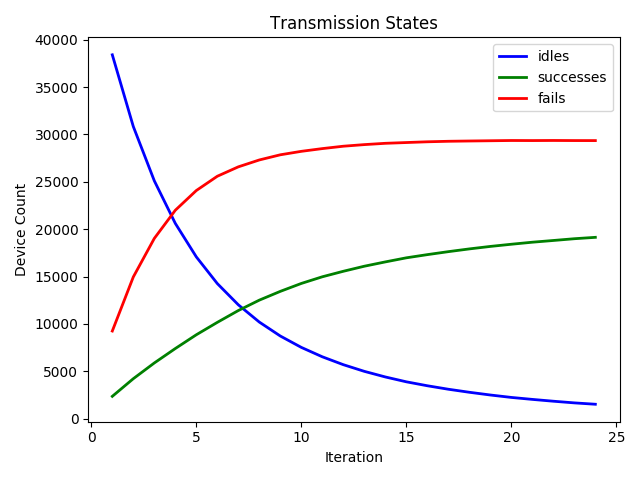 Transmission States
40000
35000
30000
25000
20000
15000
10000
5000
0
Device Count
idles
successes
fails
0 5 10 15 20 25
Iteration